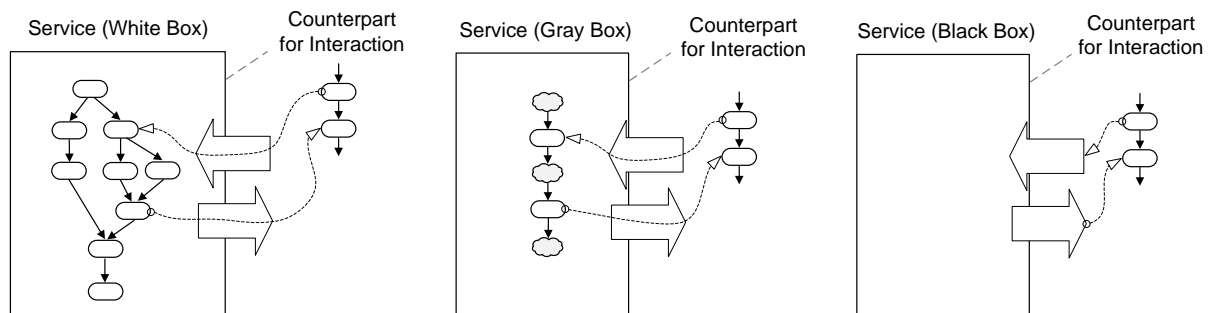 Service (White Box)
Counterpart
for Interaction
Service (Gray Box)
Counterpart
for Interaction
Service (Black Box)
Counterpart
for Interaction